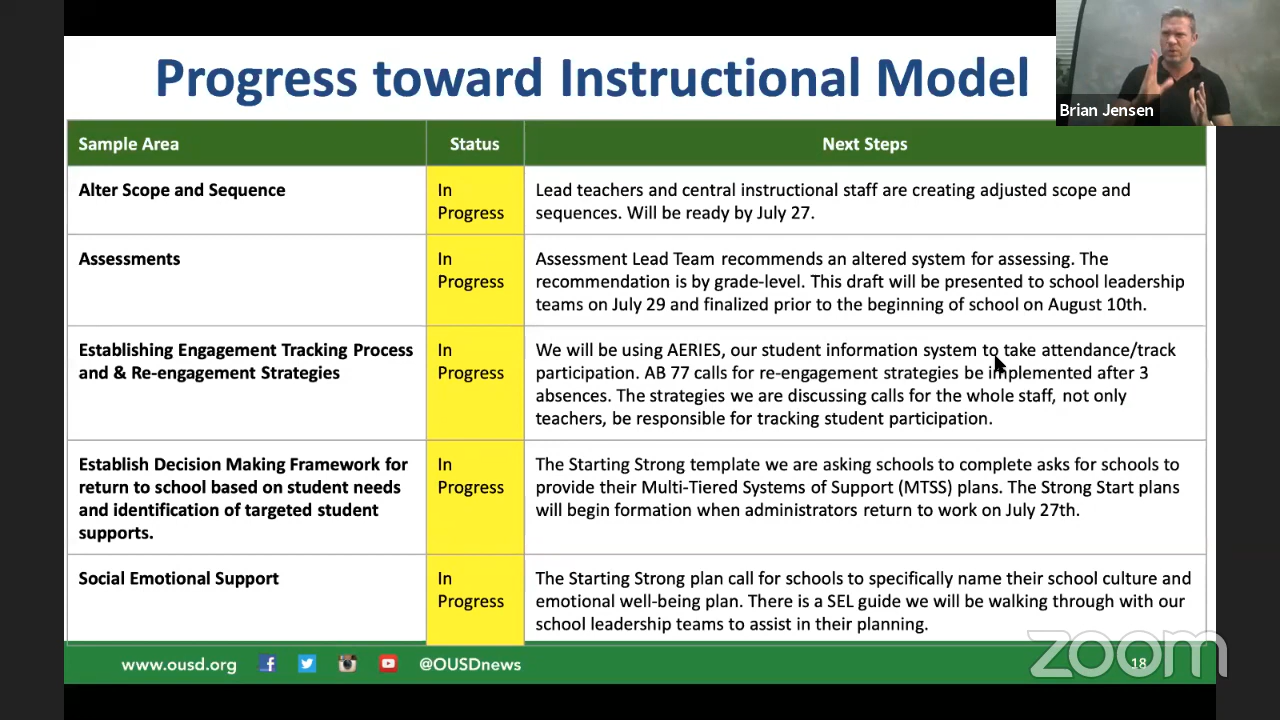 Progress toward Instructional Model
Brian Jensen
Sample Area
Status
Next Steps
Alter Scope and Sequence
In
Progress
Lead teachers and central instructional staff are creating adjusted scope and
sequences. Will be ready by July 27.
Assessments
In
Progress
Assessment Lead Team recommends an altered system for assessing. The
recommendation is by grade-level. This draft will be presented to school leadership
teams on July 29 and finalized prior to the beginning of school on August 10th.
Establishing Engagement Tracking Process
and & Re-engagement Strategies
In
Progress
We will be using AERIES, our student information system to take attendance/track
participation. AB 77 calls for re-engagement strategies be implemented after 3
absences. The strategies we are discussing calls for the whole staff, not only
teachers, be responsible for tracking student participation.
Establish Decision Making Framework for
return to school based on student needs
and identification of targeted student
supports.
In
Progress
The Starting Strong template we are asking schools to complete asks for schools to
provide their Multi-Tiered Systems of Support (MTSS) plans. The Strong Start plans
will begin formation when administrators return to work on July 27th.
Social Emotional Support
In
Progress
The Starting Strong plan call for schools to specifically name their school culture and
emotional well-being plan. There is a SEL guide we will be walking through with our
school leadership teams to assist in their planning.
www.ousd.org
@OUSDnews
18
zoom